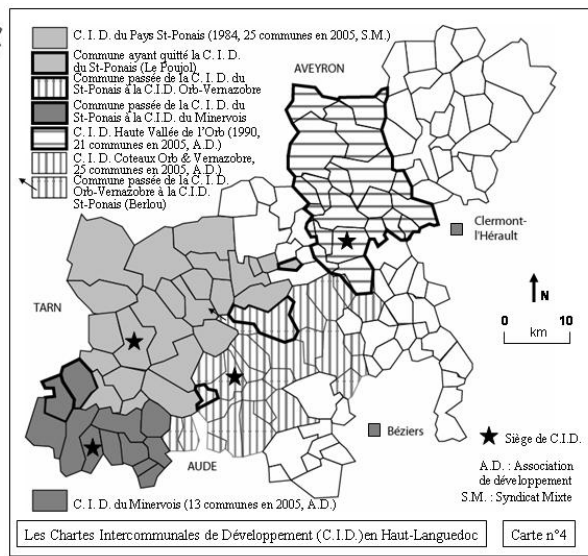 C. I. D. du Pays St-Ponais (1984, 25 communes en 2005, S.M.)
Commune ayant quitté la C. I. D.
du St-Ponais (Le Poujol)
Commune passée de la C. I. D. du
St-Ponais à la C.I.D. Orb-Vernazobre
Commune passée de la C. I. D. du
St-Ponais à la C.I.D. du Minervois
C. I. D. Haute Vallée de l'Orb (1990,
21 communes en 2005, A.D.)
C. I. D. Coteaux Orb & Vernazobre,
25 communes en 2005, A.D.)
Commune passée de la C. I. D.
Orb-Vernazobre à la C.I.D.
St-Ponais (Berlou)
AVEYRON
Clermont-
l'Hérault
TARN
N
0 10
km
Béziers
AUDE
Siège de C.I.D.
A.D. : Association
de développement
S.M. : Syndicat Mixte
C. I. D. du Minervois (13 communes en 2005, A.D.)
Les Chartes Intercommunales de Développement (C.I.D.) en Haut-Languedoc
Carte n°4